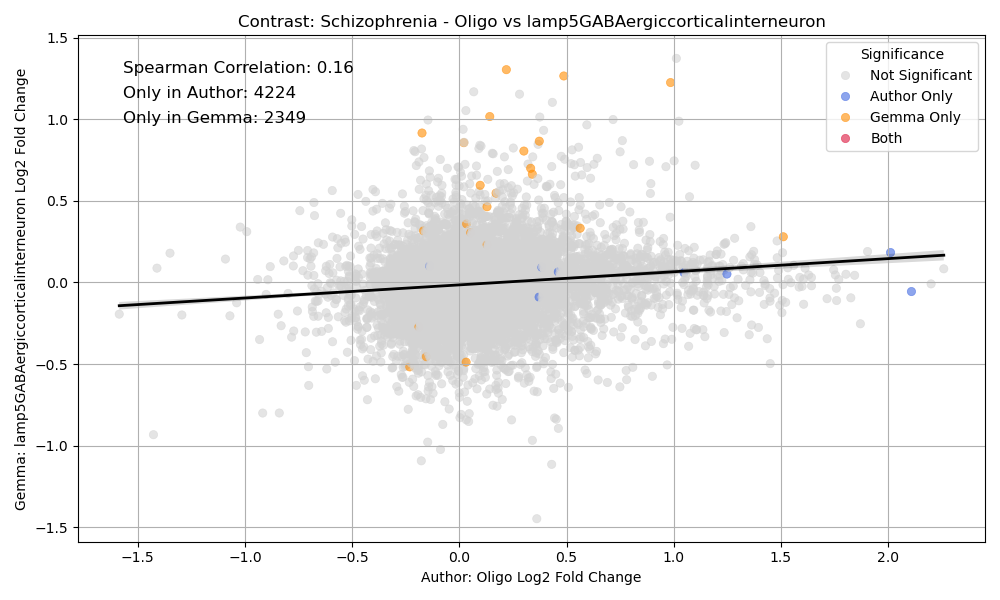 Contrast: Schizophrenia - Oligo vs lamp5GABAergiccorticalinterneuron
Spearman Correlation: 0.16
Only in Author: 4224
Only in Gemma: 2349
Significance
Not Significant
Author Only
Gemma Only
Both
Gemma: lamp5GABAergiccorticalinterneuron Log2 Fold Change
1.5
1.0
0.5
0.0
−0.5
−1.0
−1.5
−1.5 −1.0 −0.5 0.0 0.5 1.0 1.5 2.0
Author: Oligo Log2 Fold Change